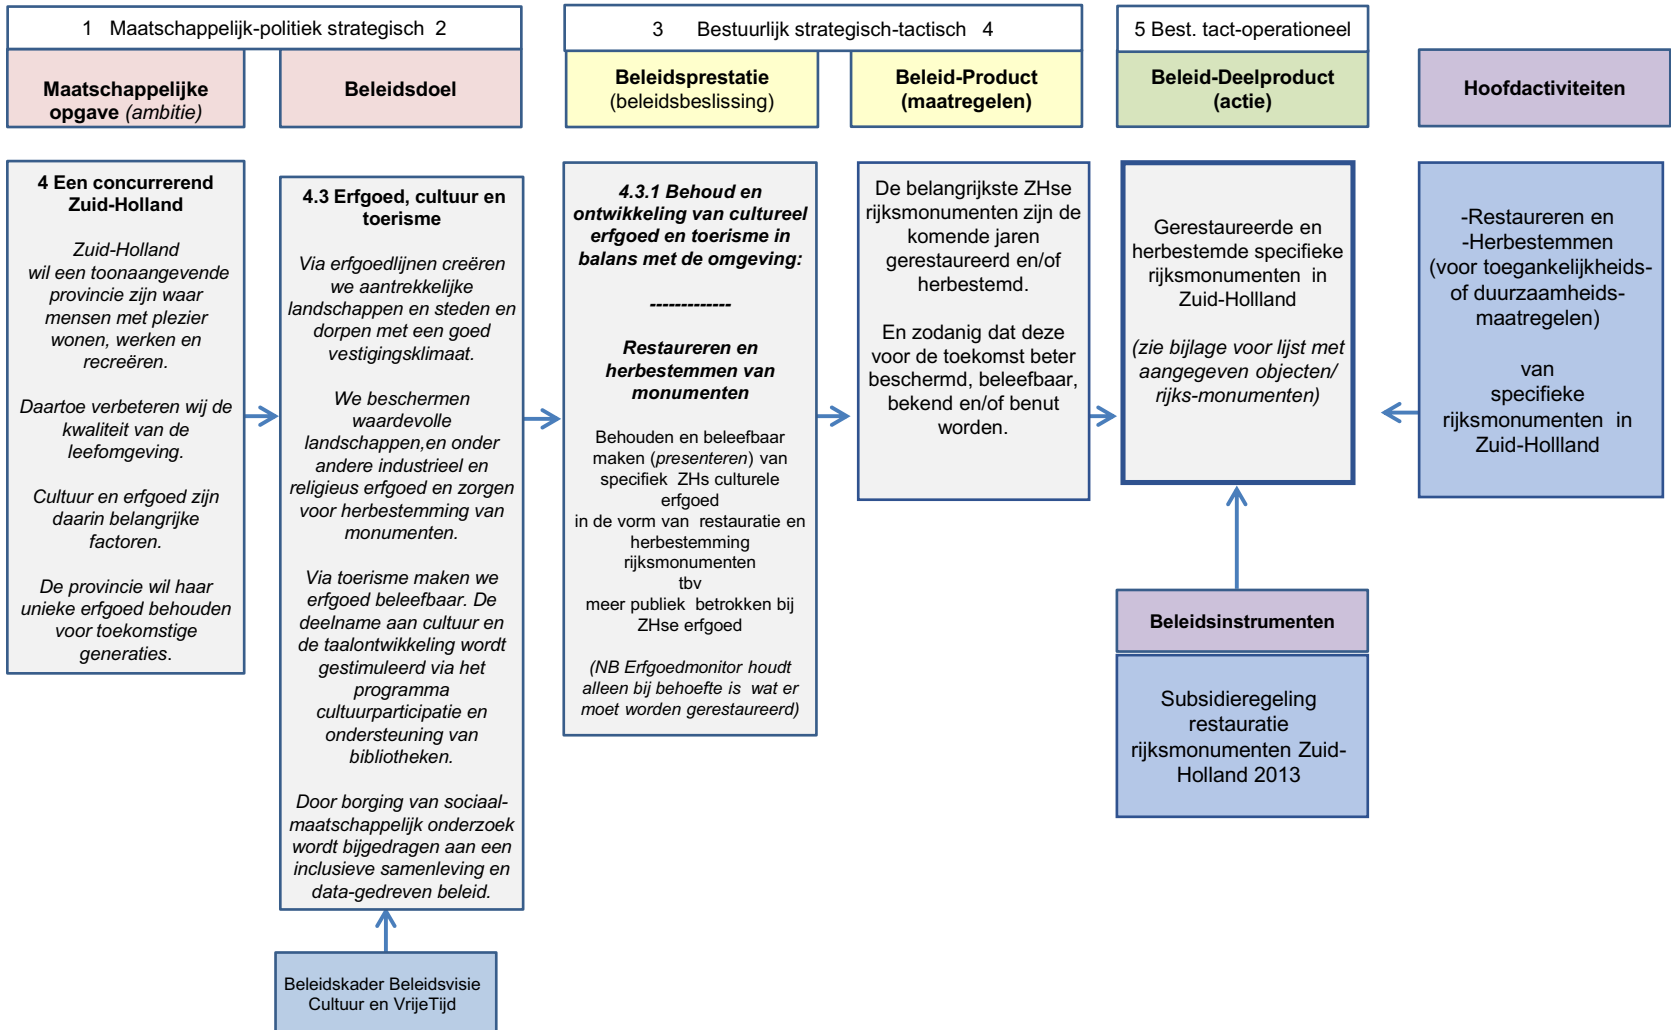 1 Maatschappelijk-politiek strategisch 2
3 Bestuurlijk strategisch-tactisch 4
5 Best. tact-operationeel
Maatschappelijke
opgave (ambitie)
Beleidsdoel
Beleidsprestatie
(beleidsbeslissing)
Beleid-Product
(maatregelen)
Beleid-Deelproduct
(actie)
Hoofdactiviteiten
4 Een concurrerend
Zuid-Holland
Zuid-Holland
wil een toonaangevende
provincie zijn waar
mensen met plezier
wonen, werken en
recreëren.
Daartoe verbeteren wij de
kwaliteit van de
leefomgeving.
Cultuur en erfgoed zijn
daarin belangrijke
factoren.
De provincie wil haar
unieke erfgoed behouden
voor toekomstige
generaties.
4.3 Erfgoed, cultuur en
toerisme
Via erfgoedlijnen creëren
we aantrekkelijke
landschappen en steden en
dorpen met een goed
vestigingsklimaat.
We beschermen
waardevolle
landschappen,en onder
andere industrieel en
religieus erfgoed en zorgen
voor herbestemming van
monumenten.
Via toerisme maken we
erfgoed beleefbaar. De
deelname aan cultuur en
de taalontwikkeling wordt
gestimuleerd via het
programma
cultuurparticipatie en
ondersteuning van
bibliotheken.
Door borging van sociaal-
maatschappelijk onderzoek
wordt bijgedragen aan een
inclusieve samenleving en
data-gedreven beleid.
4.3.1 Behoud en
ontwikkeling van cultureel
erfgoed en toerisme in
balans met de omgeving:
-------------
Restaureren en
herbestemmen van
monumenten
Behouden en beleefbaar
maken (presenteren) van
specifiek ZHs culturele
erfgoed
in de vorm van restauratie en
herbestemming
rijksmonumenten
tbv
meer publiek betrokken bij
ZHse erfgoed
(NB Erfgoedmonitor houdt
alleen bij behoefte is wat er
moet worden gerestaureerd)
De belangrijkste ZHse
rijksmonumenten zijn de
komende jaren
gerestaureerd en/of
herbestemd.
En zodanig dat deze
voor de toekomst beter
beschermd, beleefbaar,
bekend en/of benut
worden.
Gerestaureerde en
herbestemde specifieke
rijksmonumenten in
Zuid-Hollland
(zie bijlage voor lijst met
aangegeven objecten/
rijks-monumenten)
-Restaureren en
-Herbestemmen
(voor toegankelijkheids-
of duurzaamheids-
maatregelen)
van
specifieke
rijksmonumenten in
Zuid-Hollland
Beleidsinstrumenten
Subsidieregeling
restauratie
rijksmonumenten Zuid-
Holland 2013
Beleidskader Beleidsvisie
Cultuur en VrijeTijd